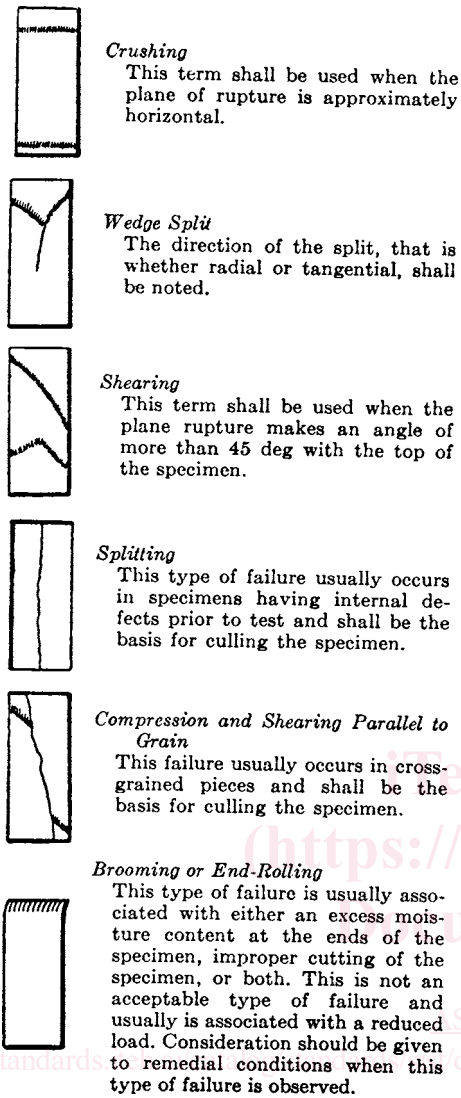 Crushing
This term shall be used when the
plane of rupture is approximately
horizontal.
Wedge Split
The direction of the split, that is
whether radial or tangential, shall
be noted.
Shearing
This term shall be used when the
plane rupture makes an angle of
more than 45 deg with the top of
the specimen.
Splitting
This type of failure usually occurs
in specimens having internal de-
fects prior to test and shall be the
basis for culling the specimen.
Compression and Shearing Parallel to
Grain
This failure usually occurs in cross-
grained pieces and shall be the
basis for culling the specimen.
Brooming or End-Rolling
This type of failure is usually asso-
ciated with either an excess mois-
ture content at the ends of the
specimen, improper cutting of the
specimen, or both. This is not an
acceptable type of failure and
usually is associated with a reduced
load. Consideration should be given
to remedial conditions when this
type of failure is observed.
iTe
(https://
Docu
AS